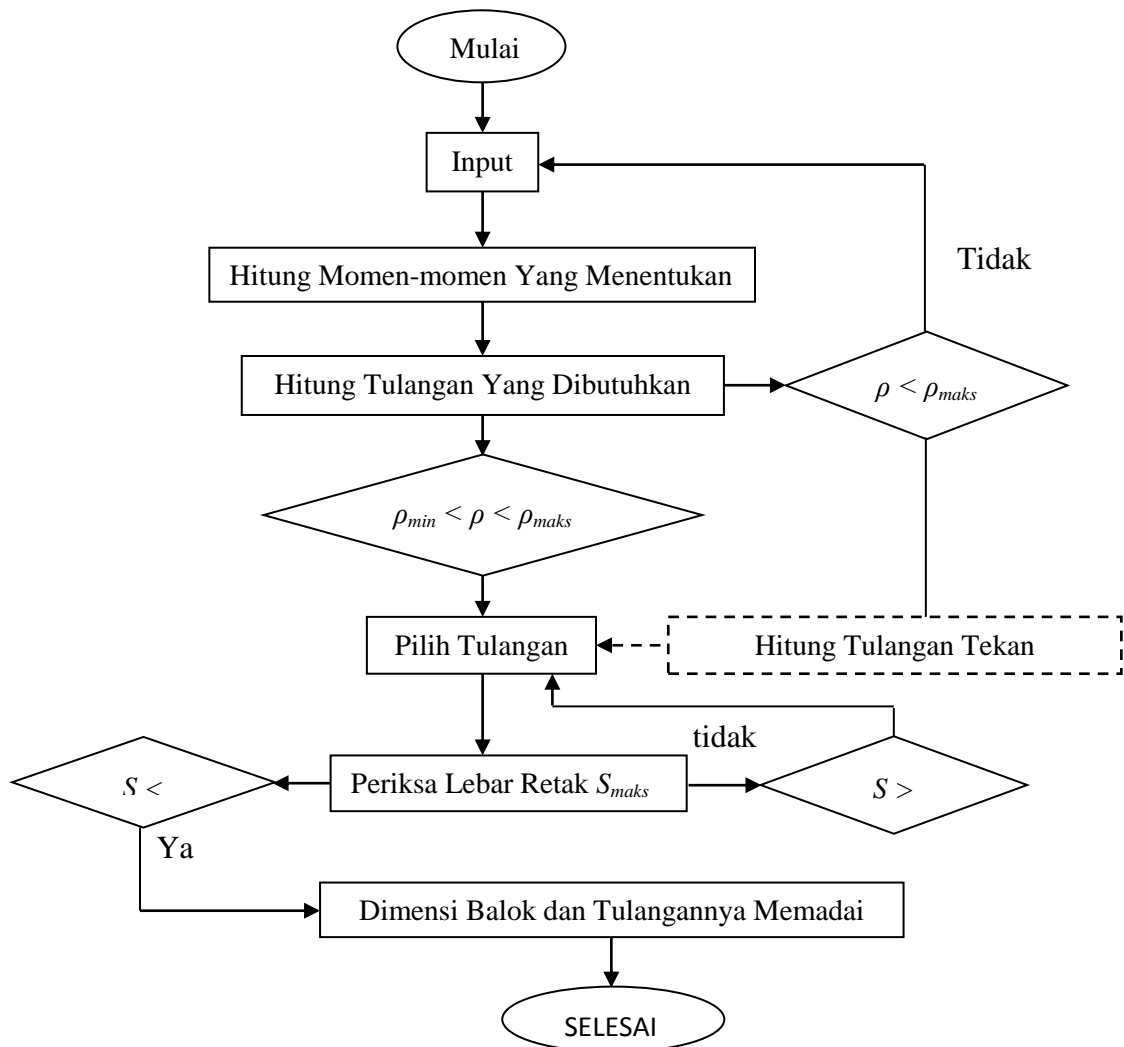 Mulai
Input
Hitung Momen-momen Yang Menentukan
Tidak
Hitung Tulangan Yang Dibutuhkan
ρ < ρmaks
ρmin < ρ < ρmaks
Pilih Tulangan
Hitung Tulangan Tekan
tidak
S <
Periksa Lebar Retak Smaks
S >
Ya
Dimensi Balok dan Tulangannya Memadai
SELESAI